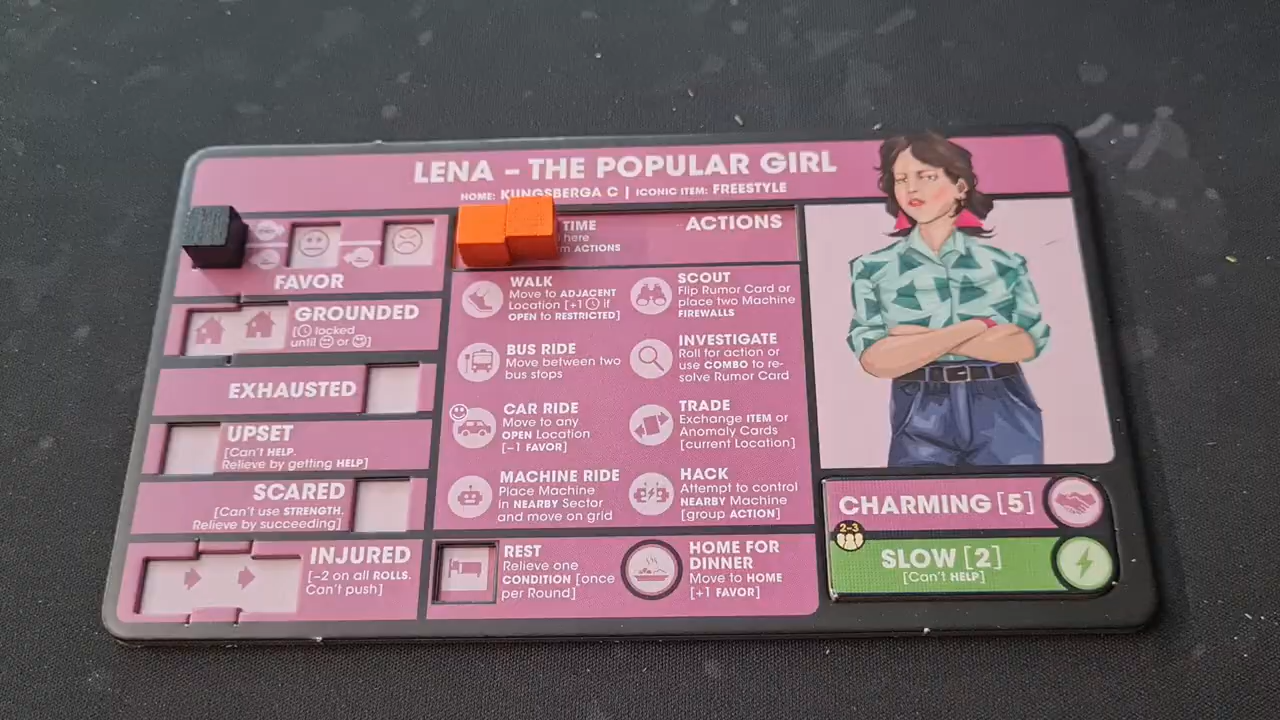 LENA – THE POPULAR GIRL
HOME: KUNGSBERGA C | ICONIC ITEM: FREESTYLE
FAVOR
GROUNDED
locked
until or
EXHAUSTED
UPSET
[Can't HELP.
Relieve by getting HELP]
SCARED
[Can't use STRENGTH.
Relieve by succeeding]
INJURED
[–2 on all ROLLS.
Can't push]
TIME
here
ACTIONS
ACTIONS
WALK
Move to ADJACENT
Location [+1 if
OPEN to RESTRICTED]
BUS RIDE
Move between two
bus stops
CAR RIDE
Move to any
OPEN Location
[–1 FAVOR]
MACHINE RIDE
Place Machine
in NEARBY Sector
and move on grid
SCOUT
Flip Rumor Card or
place two Machine
FIREWALLS
INVESTIGATE
Roll for action or
use COMBO to re-
solve Rumor Card
TRADE
Exchange ITEM or
Anomaly Cards
[current Location]
HACK
Attempt to control
NEARBY Machine
[group ACTION]
REST
Relieve one
CONDITION [once
per Round]
HOME FOR
DINNER
Move to HOME
[+1 FAVOR]
CHARMING [5]
2–3
SLOW [2]
[Can't HELP]